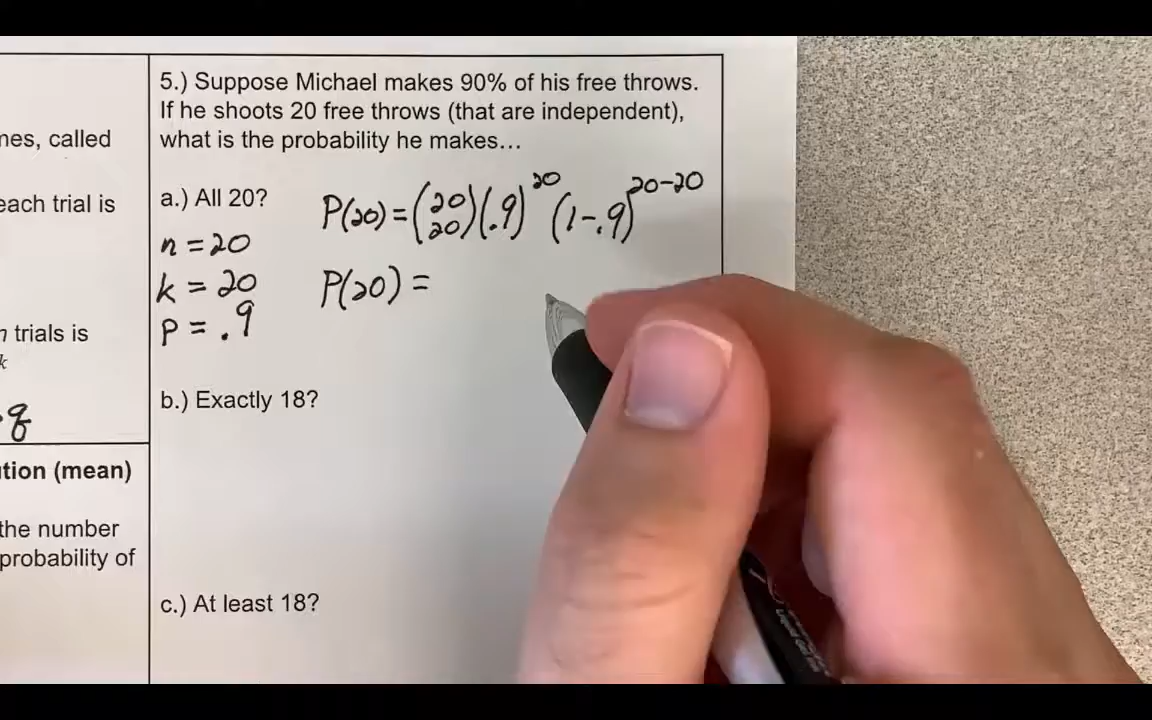 mes, called
each trial is
n trials is
k
·q
tion (mean)
the number
probability of
5.) Suppose Michael makes 90% of his free throws.
If he shoots 20 free throws (that are independent),
what is the probability he makes…
a.) All 20?
P(20) = (20 20)(.9)^20 (1-.9)^20-20
n = 20
k = 20
P(20) =
p = .9
b.) Exactly 18?
c.) At least 18?